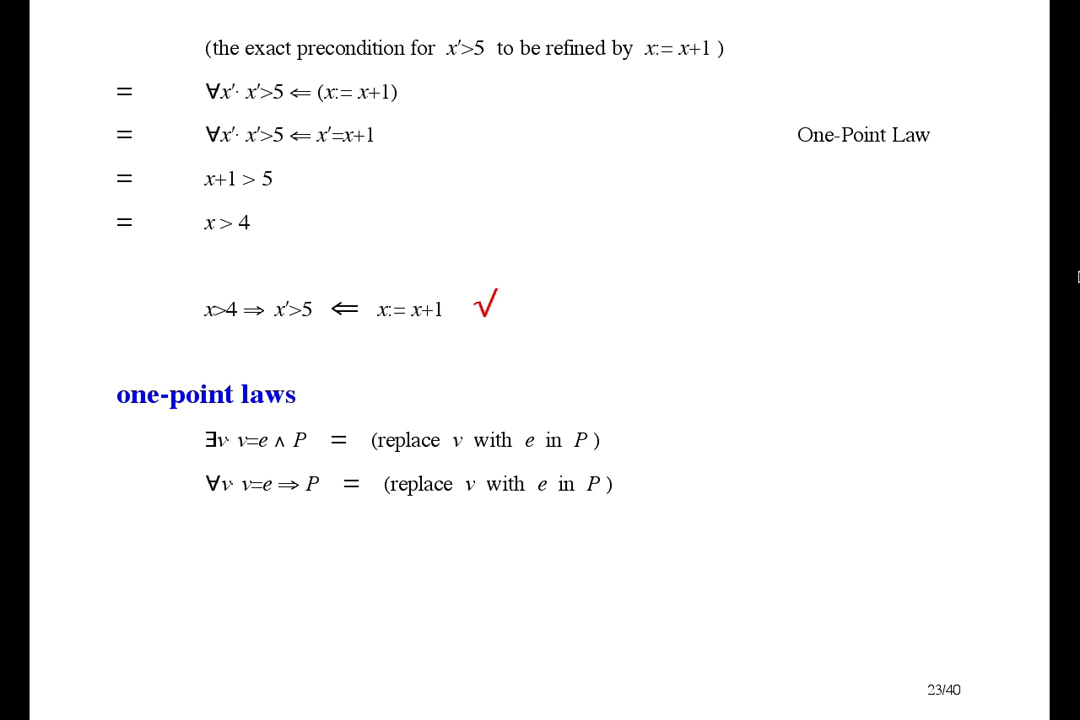 (the exact precondition for x′>5 to be refined by x:= x+1 )
= ∀x′· x′>5 ⇐ (x:= x+1)
= ∀x′· x′>5 ⇐ x′=x+1 One-Point Law
= x+1 > 5
= x > 4
x>4 ⇒ x′>5 ⇐ x:= x+1 √
one-point laws
∃v· v=e ∧ P = (replace v with e in P )
∀v· v=e ⇒ P = (replace v with e in P )
23/40